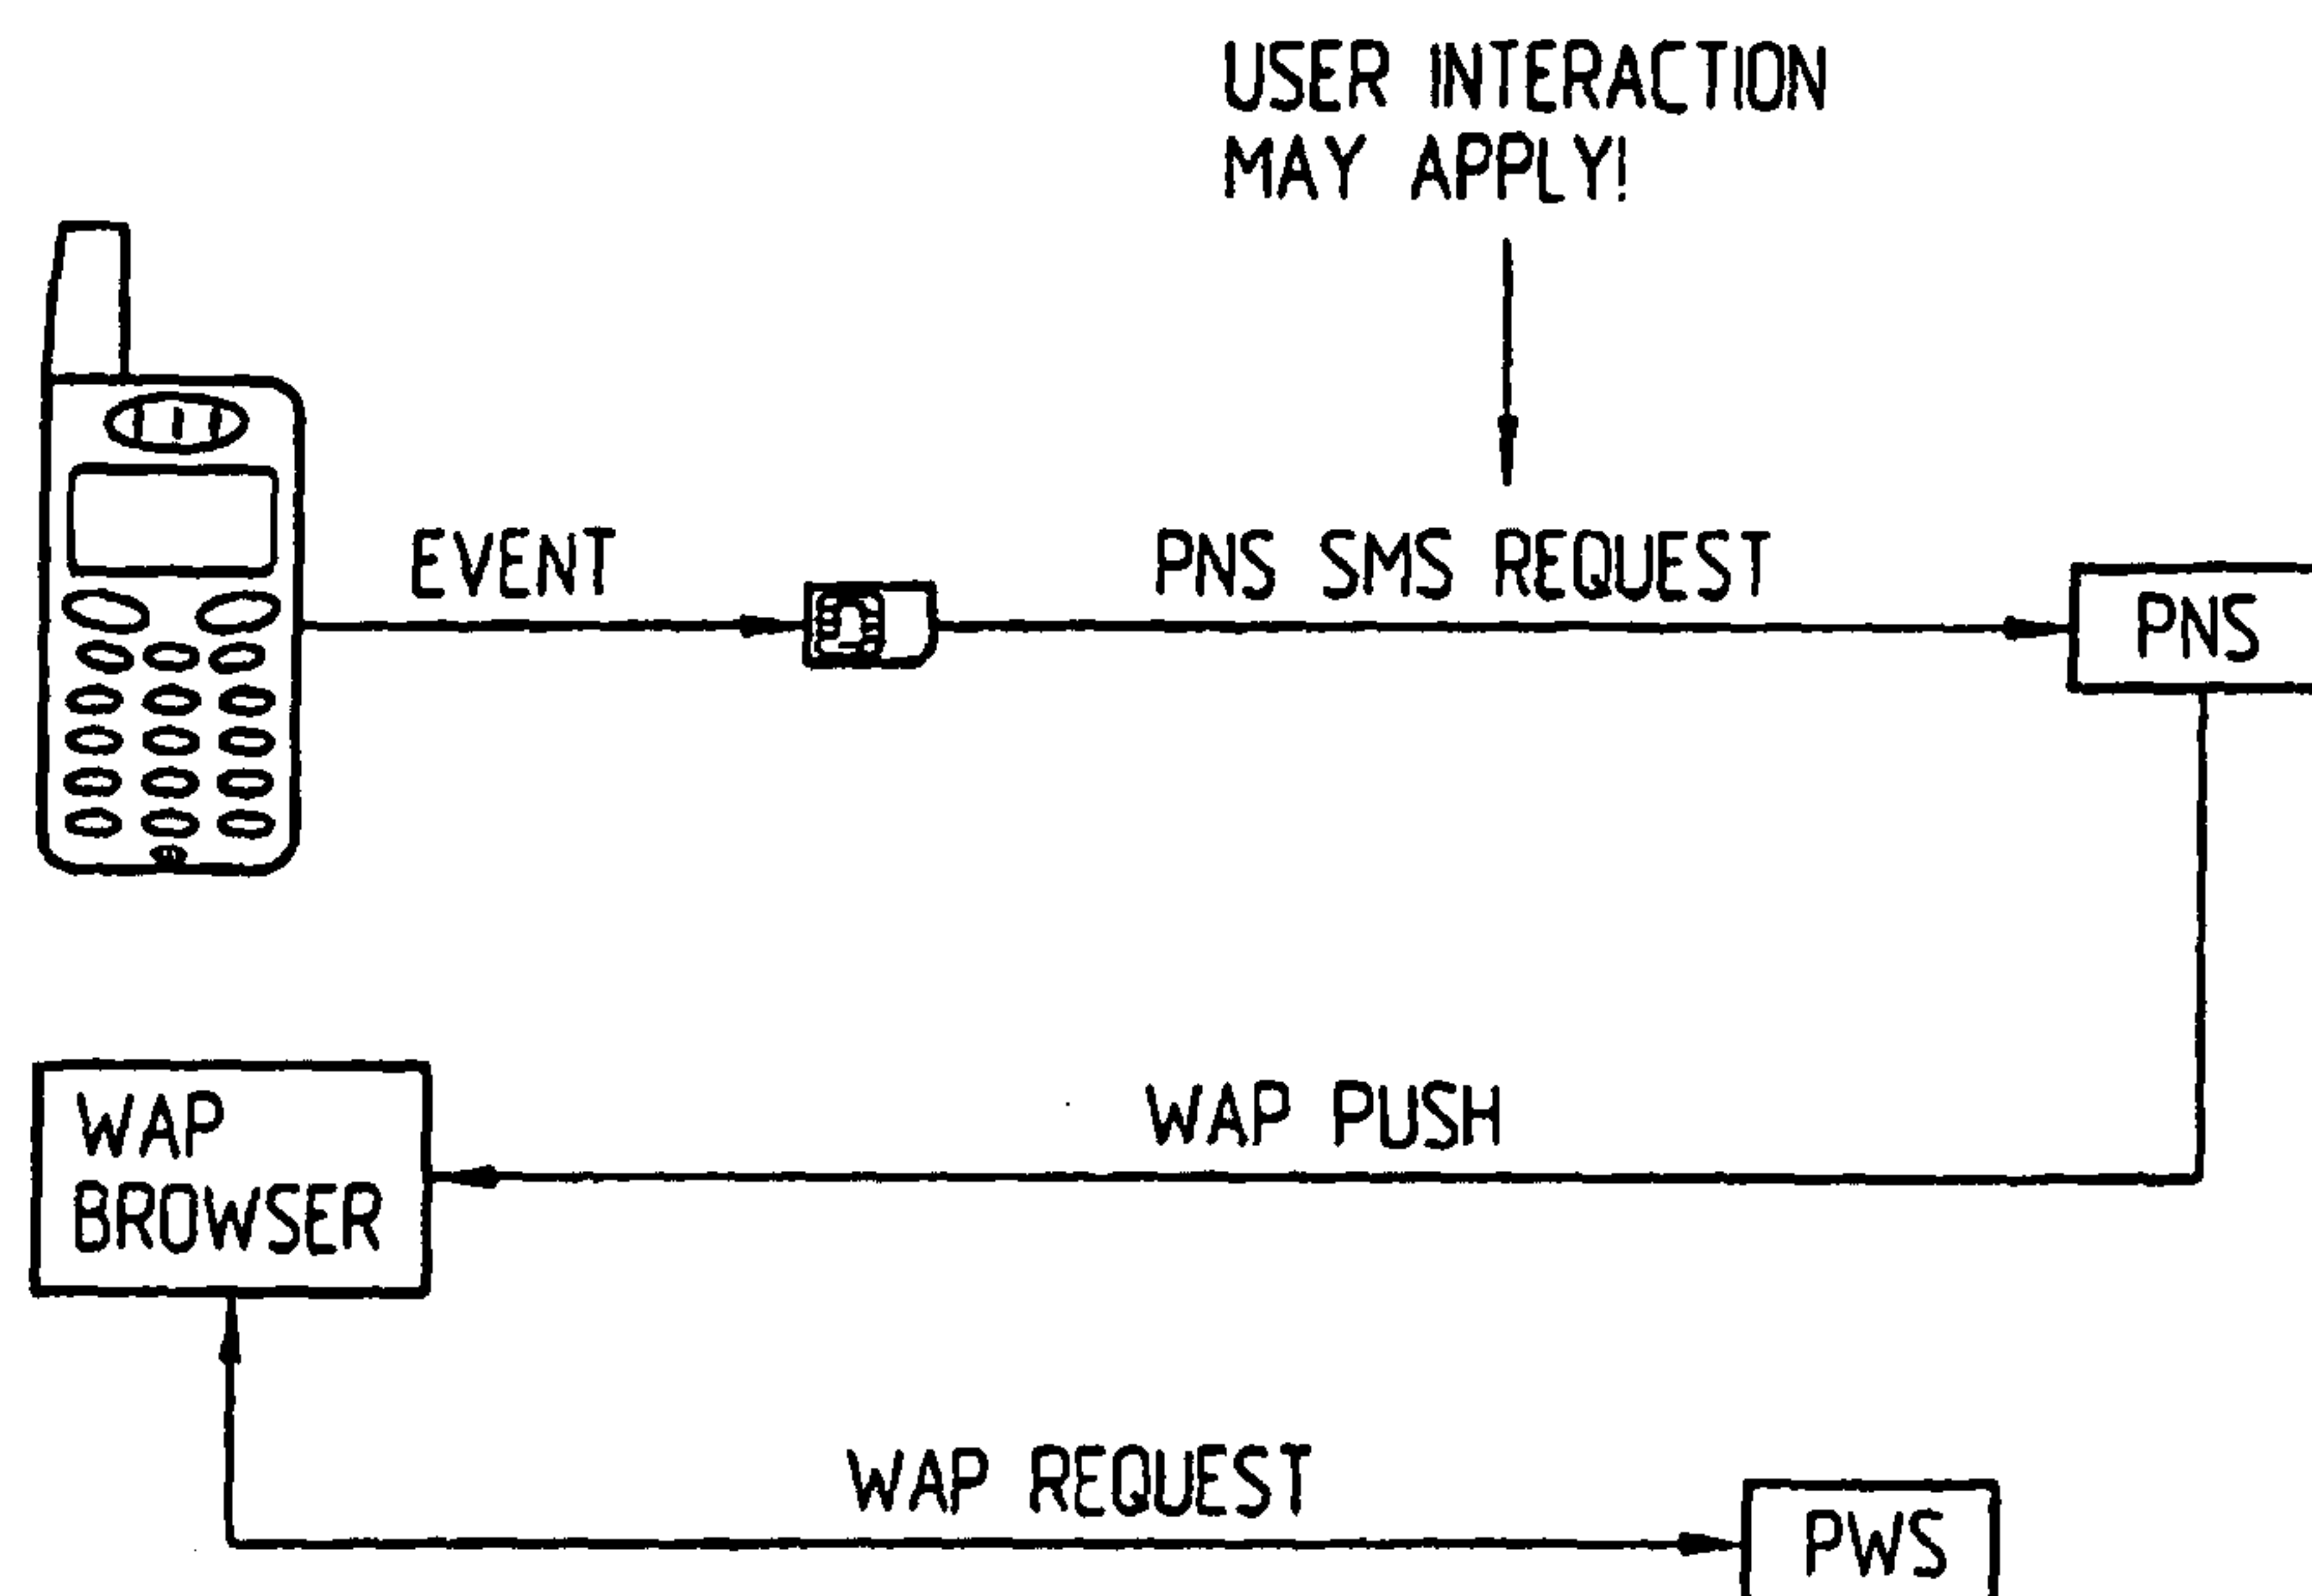 USER INTERACTION
MAY APPLY!
EVENT
PNS SMS REQUEST
PNS
WAP PUSH
WAP
BROWSER
WAP REQUEST
PWS